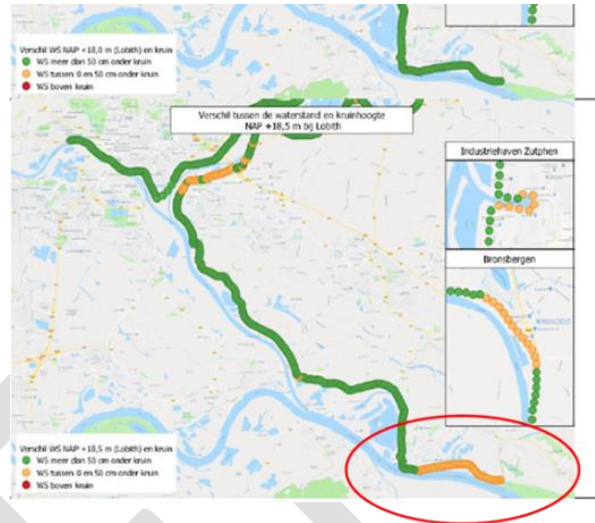 Verschil WS NAP +18,0 m (Lobith) en kruin
WS meer dan 50 cm onder kruin
WS tussen 0 en 50 cm onder kruin
WS boven kruin
Verschil tussen de waterstand en kruinhoogte
NAP +18,5 m bij Lobith
Industriehaven Zutphen
Bronsbergen
Verschil WS NAP +18,5 m (Lobith) en kruin
WS meer dan 50 cm onder kruin
WS tussen 0 en 50 cm onder kruin
WS boven kruin